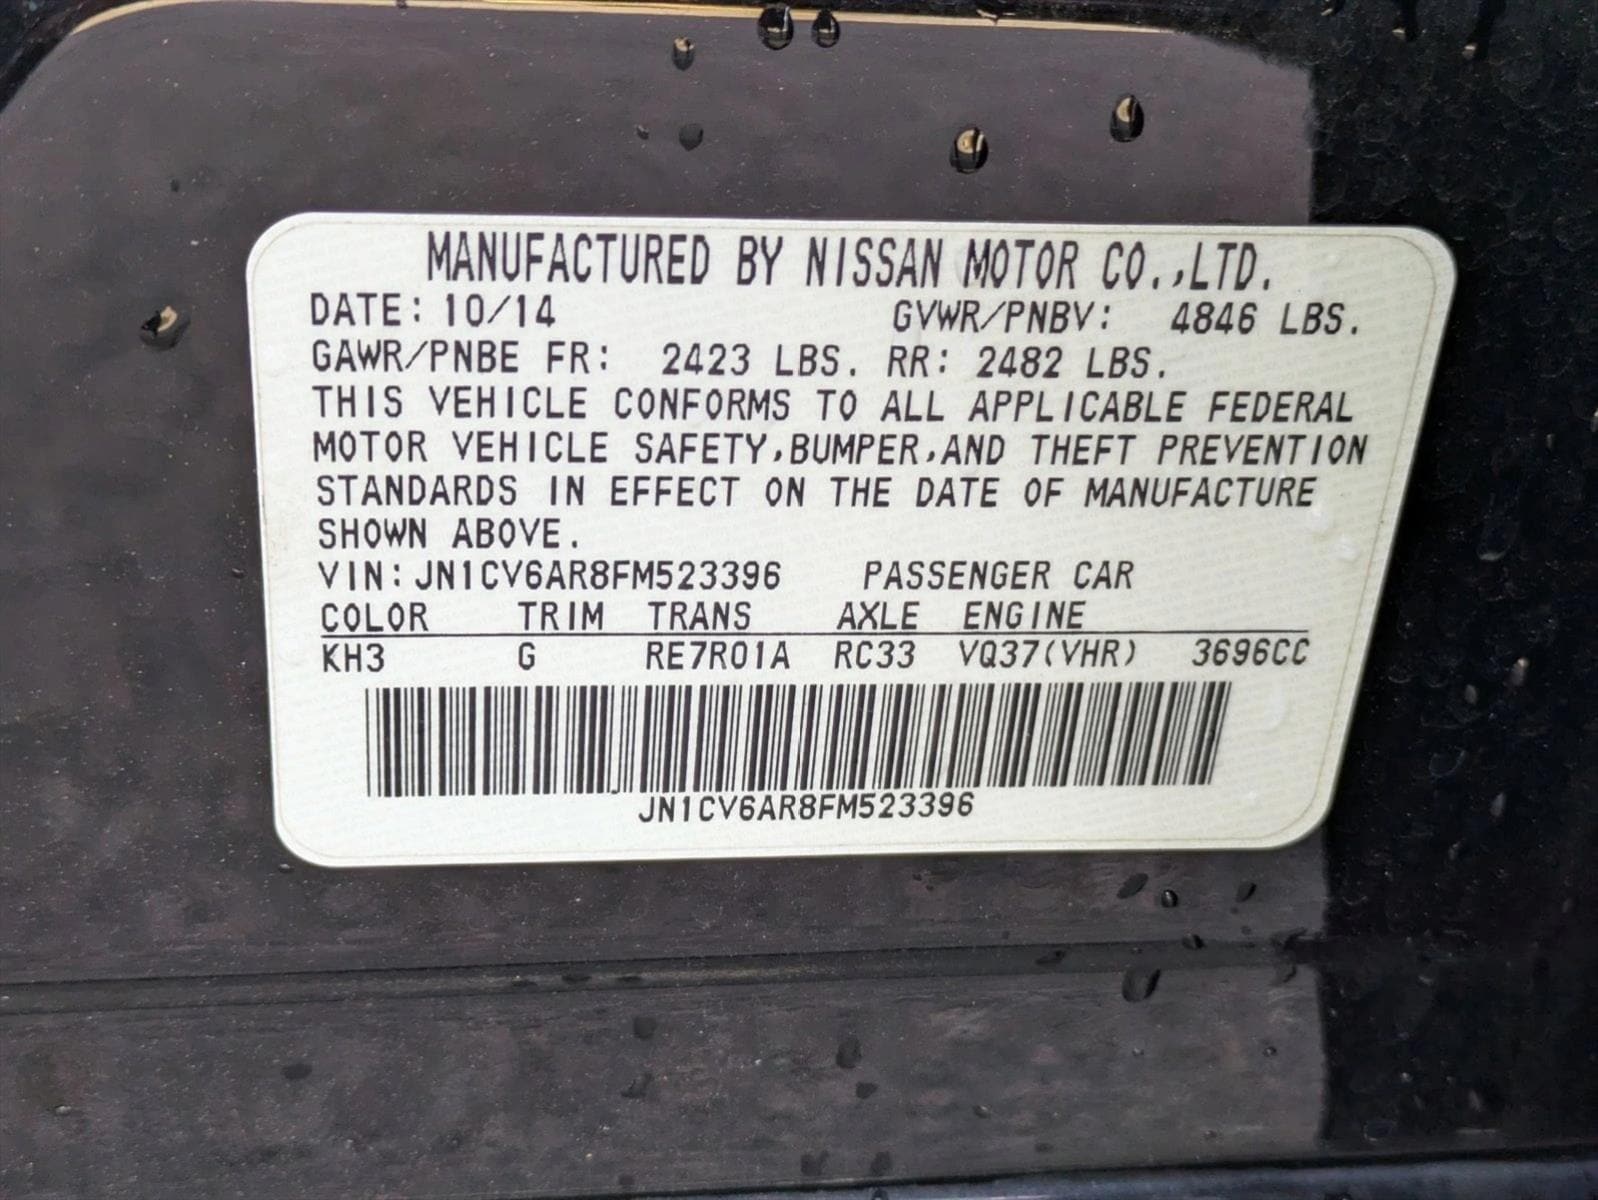 MANUFACTURED BY NISSAN MOTOR CO.,LTD.
DATE: 10/14 GVWR/PNBV: 4846 LBS.
GAWR/PNBE FR: 2423 LBS. RR: 2482 LBS.
THIS VEHICLE CONFORMS TO ALL APPLICABLE FEDERAL
MOTOR VEHICLE SAFETY,BUMPER,AND THEFT PREVENTION
STANDARDS IN EFFECT ON THE DATE OF MANUFACTURE
SHOWN ABOVE.
VIN: JN1CV6AR8FM523396 PASSENGER CAR
COLOR TRIM TRANS AXLE ENGINE
KH3 G RE7R01A RC33 VQ37(VHR) 3696CC
JN1CV6AR8FM523396